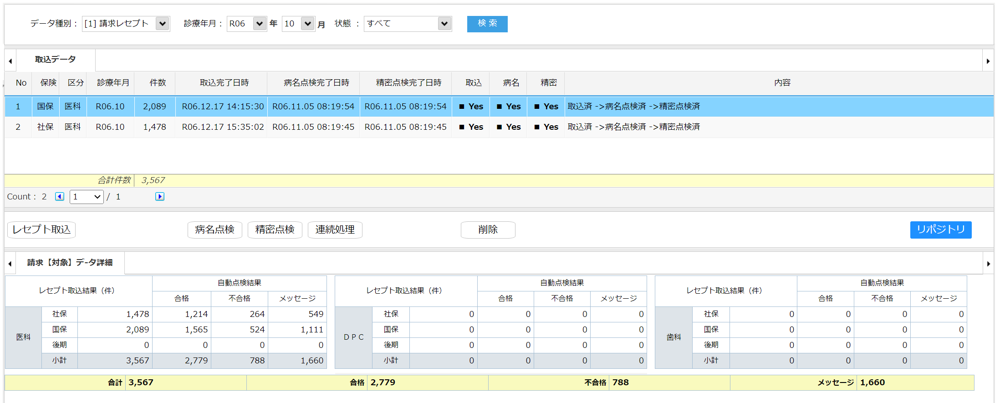 データ種別： [1] 請求レセプト 診療年月： R06 年 10 月 状態 ： すべて 検 索
取込データ
No 保険 区分 診療年月 件数 取込完了日時 病名点検完了日時 精密点検完了日時 取込 病名 精密 内容
1 国保 医科 R06.10 2,089 R06.12.17 14:15:30 R06.11.05 08:19:54 R06.11.05 08:19:54 ■ Yes ■ Yes ■ Yes 取込済 ->病名点検済 ->精密点検済
2 社保 医科 R06.10 1,478 R06.12.17 15:35:02 R06.11.05 08:19:45 R06.11.05 08:19:45 ■ Yes ■ Yes ■ Yes 取込済 ->病名点検済 ->精密点検済
合計件数 3,567
Count： 2 1 / 1
レセプト取込 病名点検 精密点検 連続処理 削除 リポジトリ
請求【対象】データ詳細
レセプト取込結果（件） 自動点検結果 レセプト取込結果（件） 自動点検結果 レセプト取込結果（件） 自動点検結果
合格 不合格 メッセージ 合格 不合格 メッセージ 合格 不合格 メッセージ
社保 1,478 1,214 264 549 社保 0 0 0 0 社保 0 0 0 0
国保 2,089 1,565 524 1,111 国保 0 0 0 0 国保 0 0 0 0
医科 ＤＰＣ 歯科
後期 0 0 0 0 後期 0 0 0 0 後期 0 0 0 0
小計 3,567 2,779 788 1,660 小計 0 0 0 0 小計 0 0 0 0
合計 3,567 合格 2,779 不合格 788 メッセージ 1,660